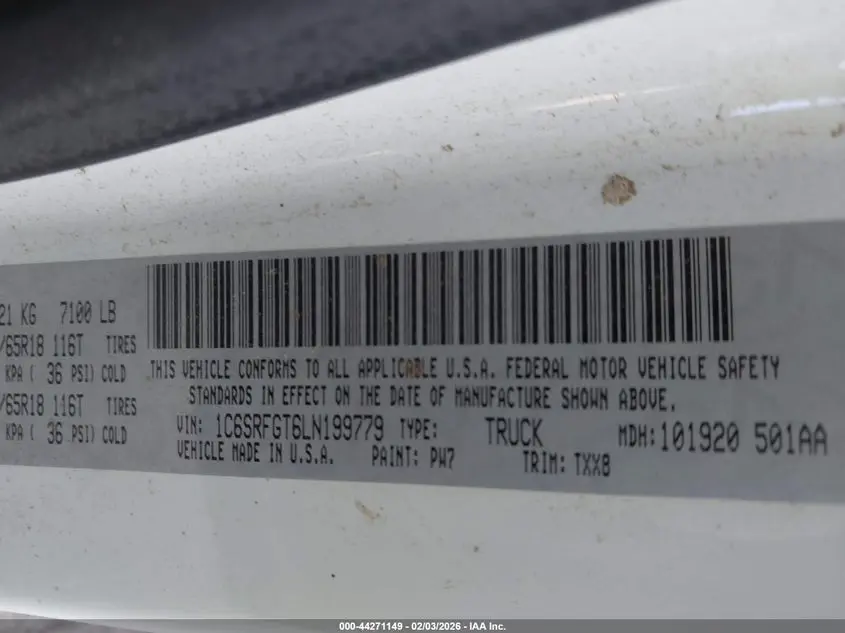 21 KG 7100 LB
/65R18 116T TIRES
KPA ( 36 PSI) COLD
/65R18 116T TIRES
KPA ( 36 PSI) COLD
THIS VEHICLE CONFORMS TO ALL APPLICABLE U.S.A. FEDERAL MOTOR VEHICLE SAFETY
STANDARDS IN EFFECT ON THE DATE OF MANUFACTURE SHOWN ABOVE.
VIN: 1C6SRFGT6LN199779 TYPE: TRUCK MDH: 101920 501AA
VEHICLE MADE IN U.S.A. PAINT: PW7 TRIM: TXX8
000-44271149 - 02/03/2026 - IAA Inc.